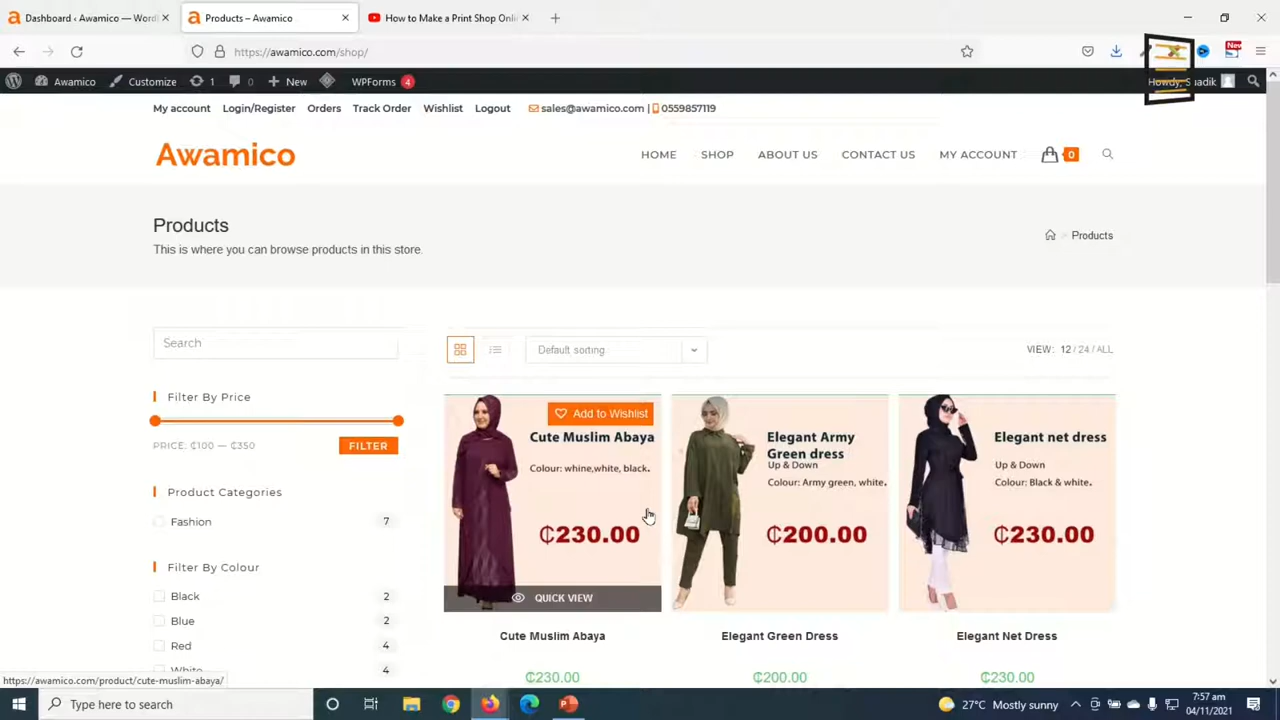 Dashboard ‹ Awamico — Word
Products – Awamico
How to Make a Print Shop Onli
https://awamico.com/shop/
New
Awamico
Customize
1
0
New
WPForms
4
Howdy, Suadik
My account
Login/Register
Orders
Track Order
Wishlist
Logout
sales@awamico.com |
0559857119
Awamico
HOME
SHOP
ABOUT US
CONTACT US
MY ACCOUNT
0
Products
This is where you can browse products in this store.
> Products
Search
Default sorting
VIEW: 12 / 24 / ALL
Filter By Price
PRICE: ₵100 — ₵350
FILTER
Product Categories
Fashion
7
Filter By Colour
Black
2
Blue
2
Red
4
White
4
Add to Wishlist
Cute Muslim Abaya
Colour: whine,white, black.
₵230.00
QUICK VIEW
Cute Muslim Abaya
₵230.00
Elegant Army
Green dress
Up & Down
Colour: Army green, white.
₵200.00
Elegant Green Dress
₵200.00
Elegant net dress
Up & Down
Colour: Black & white.
₵230.00
Elegant Net Dress
₵230.00
https://awamico.com/product/cute-muslim-abaya/
Type here to search
27°C Mostly sunny
7:57 am
04/11/2021